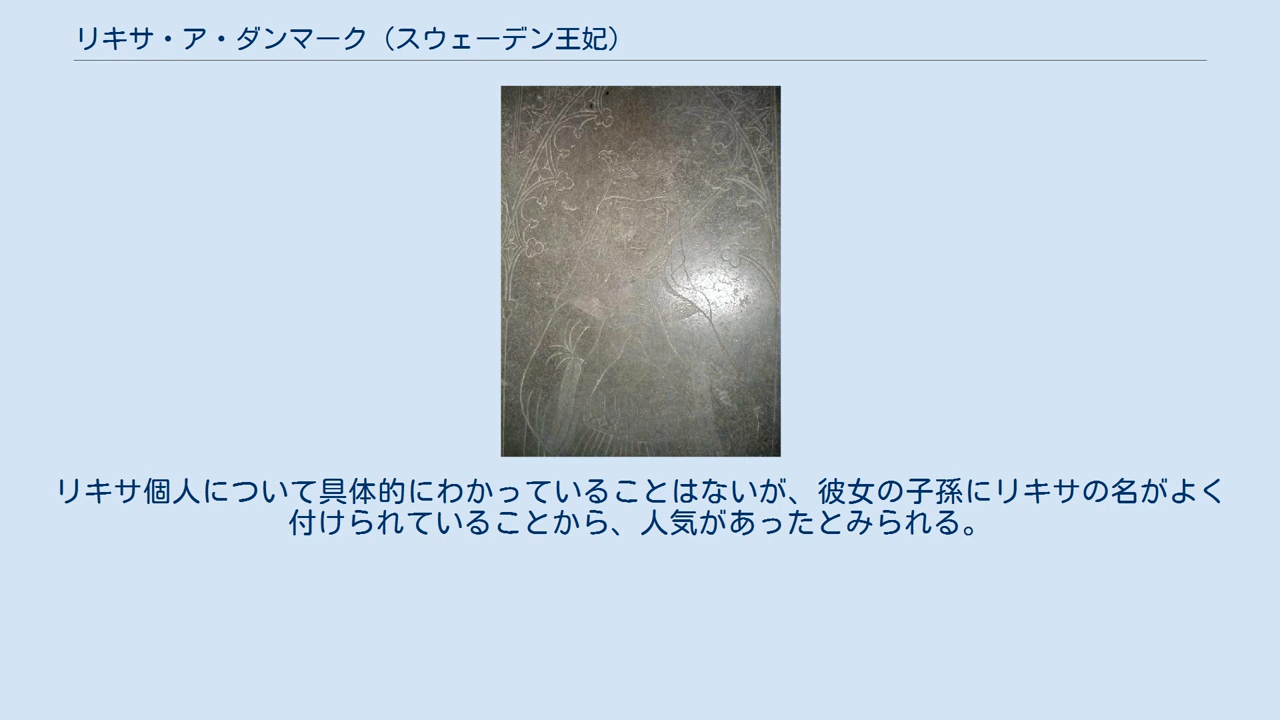 リキサ・ア・ダンマーク（スウェーデン王妃）
リキサ個人について具体的にわかっていることはないが、彼女の子孫にリキサの名がよく
付けられていることから、人気があったとみられる。